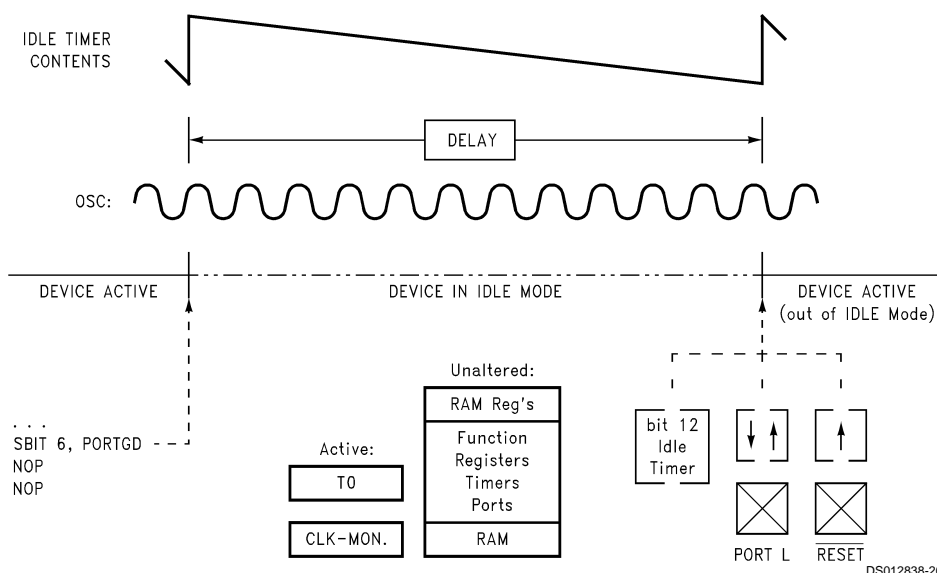 IDLE TIMER
CONTENTS
DELAY
OSC:
DEVICE ACTIVE
DEVICE IN IDLE MODE
DEVICE ACTIVE
(out of IDLE Mode)
. . .
SBIT 6, PORTGD
NOP
NOP
Active:
T0
CLK-MON.
Unaltered:
RAM Reg's
Function
Registers
Timers
Ports
RAM
bit 12
Idle
Timer
PORT L
RESET